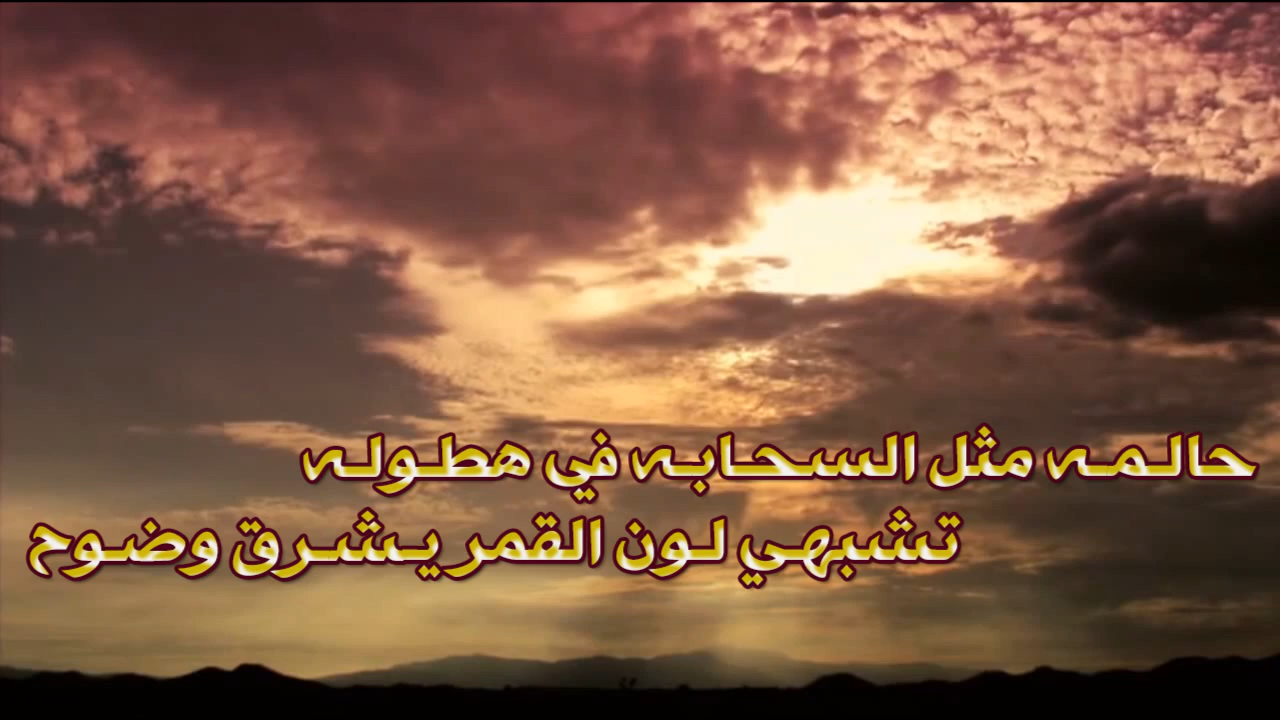 حالمه مثل السحابه في هطوله
تشبهي لون القمر يشرق وضوح